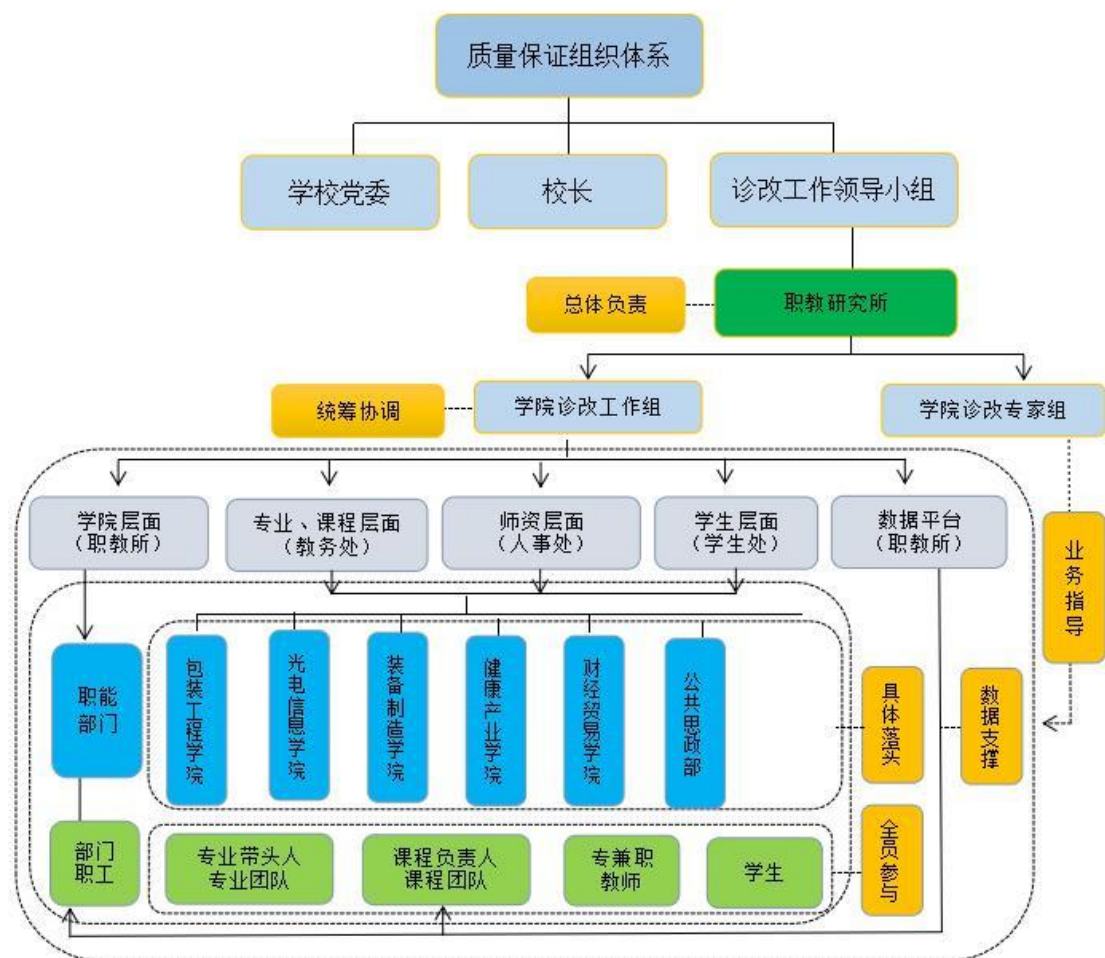 质量保证组织体系
学校党委
校长
诊改工作领导小组
总体负责
职教研究所
统筹协调
学院诊改工作组
学院诊改专家组
学院层面
（职教所）
专业、课程层面
（教务处）
师资层面
（人事处）
学生层面
（学生处）
数据平台
（职教所）
业务指导
职能
部门
包装工程学院
光电信息学院
装备制造学院
健康产业学院
财经贸易学院
公共思政部
具体落头
数据支撑
部门
职工
专业带头人
专业团队
课程负责人
课程团队
专兼职
教师
学生
全员参与